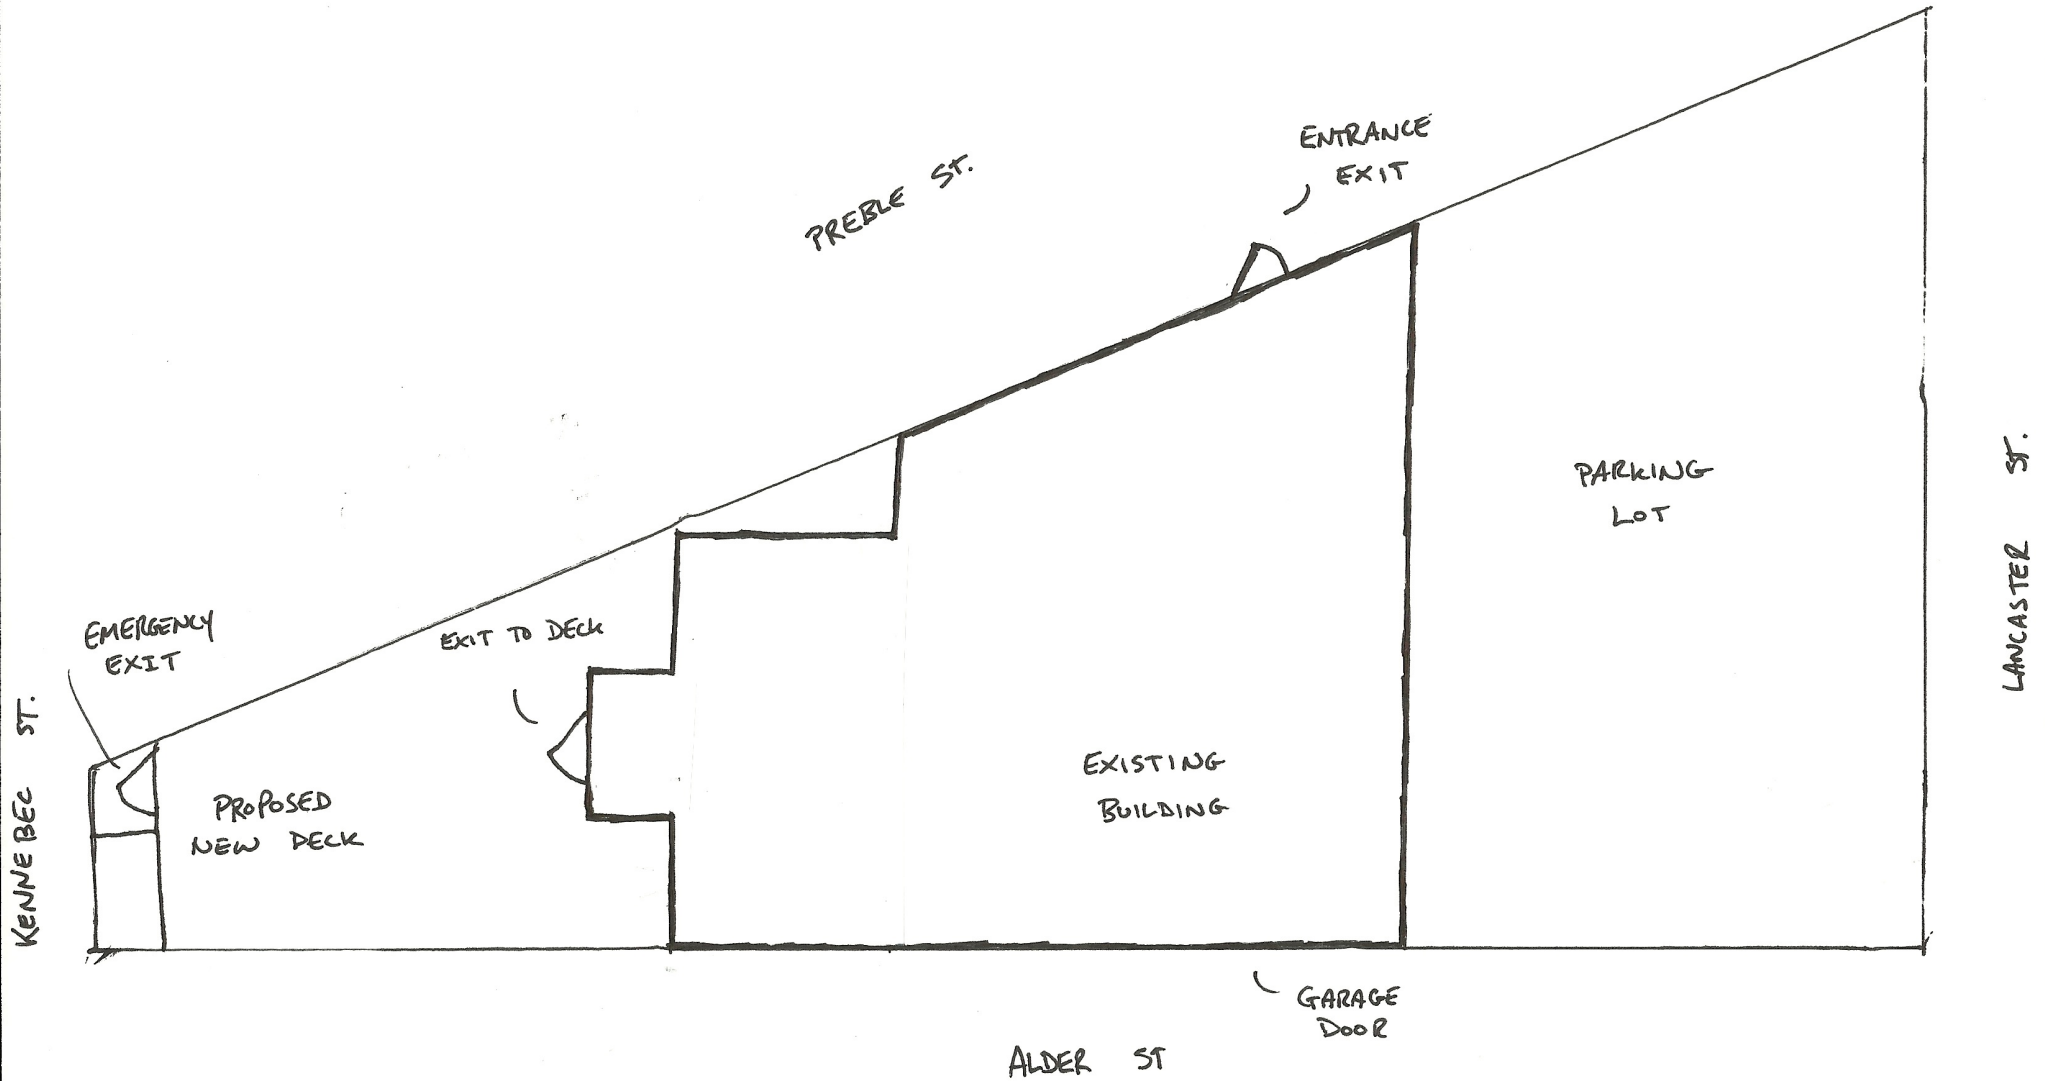 ENTRANCE
EXIT
PREBLE ST.
PARKING
LOT
LANCASTER ST.
EMERGENCY
EXIT
EXIT TO DECK
KENNEBEC ST.
PROPOSED
NEW DECK
EXISTING
BUILDING
GARAGE
DOOR
ALDER ST